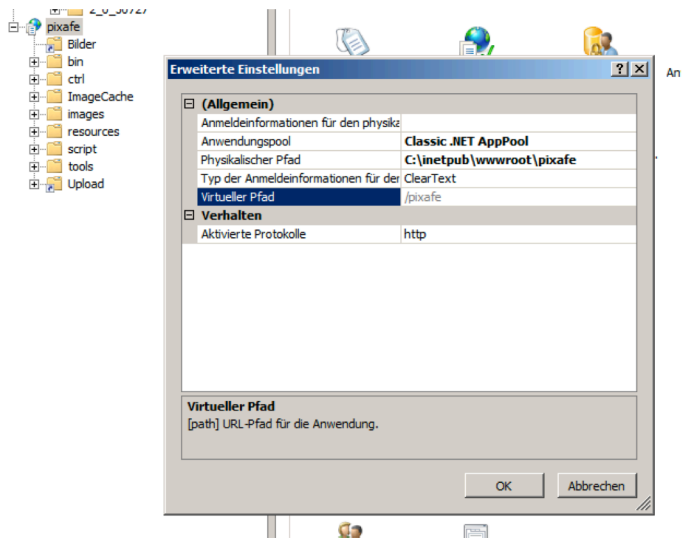 pixafe
Bilder
bin
ctrl
ImageCache
images
resources
script
tools
Upload
An
Erweiterte Einstellungen
(Allgemein)
Anmeldeinformationen für den physika
Anwendungspool Classic .NET AppPool
Physikalischer Pfad C:\inetpub\wwwroot\pixafe
Typ der Anmeldeinformationen für der ClearText
Virtueller Pfad /pixafe
Verhalten
Aktivierte Protokolle http
Virtueller Pfad
[path] URL-Pfad für die Anwendung.
OK Abbrechen